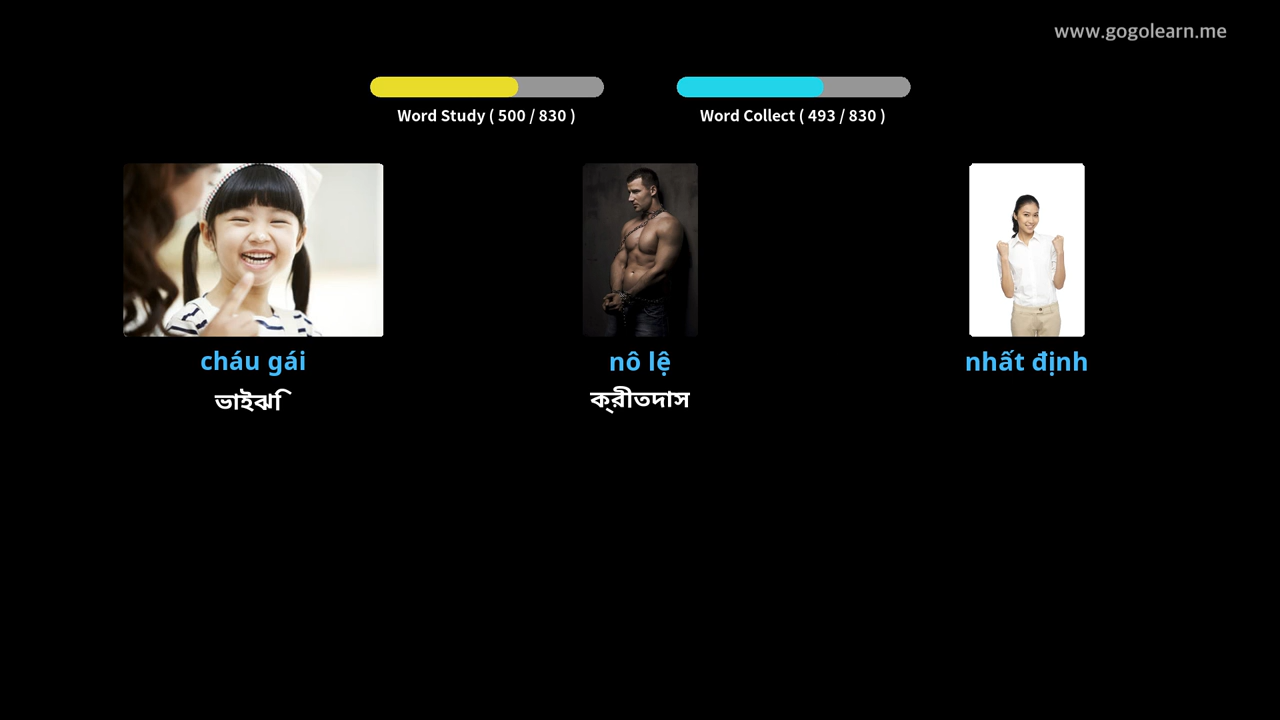 www.gogolearn.me
Word Study ( 500 / 830 )
Word Collect ( 493 / 830 )
cháu gái
nô lệ
nhất định
ভাইঝি
ক্রীতদাস